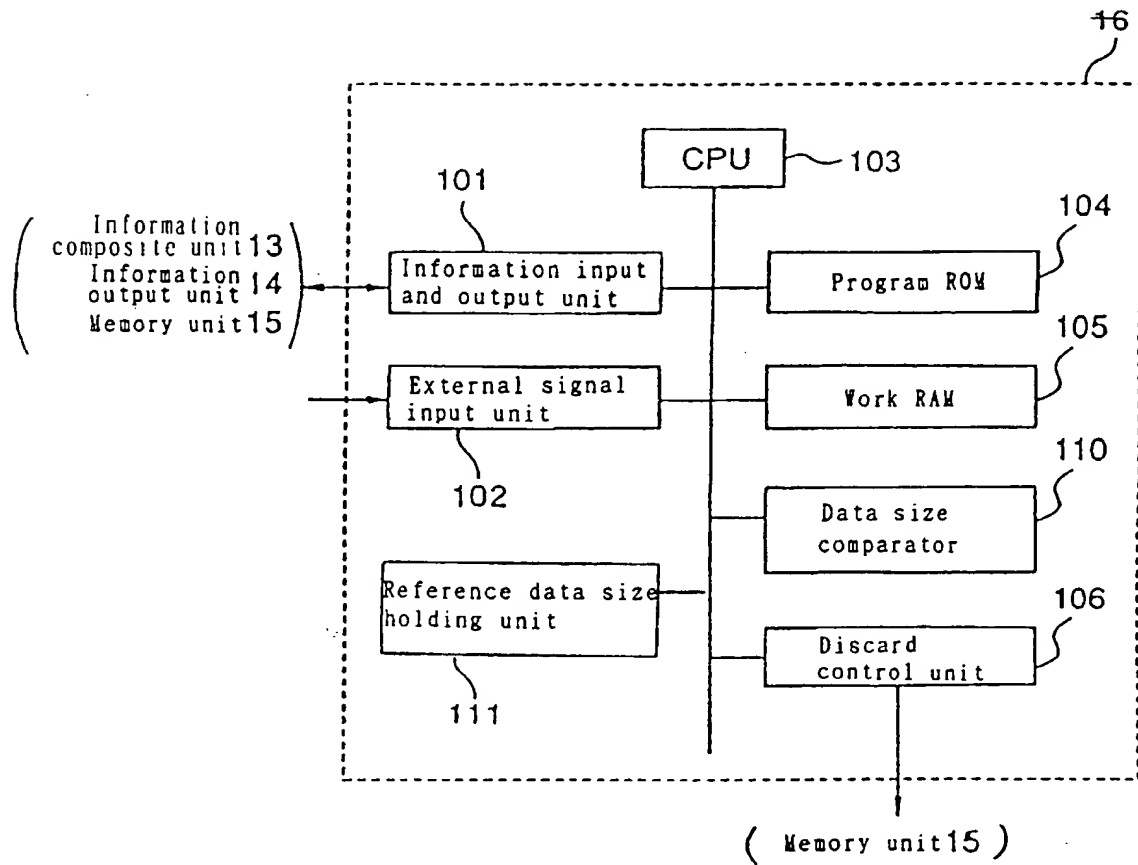 16
CPU
103
101
104
Information
composite unit 13
Information
output unit 14
Memory unit 15
Information input
and output unit
Program ROM
105
External signal
input unit
Work RAM
102
110
Data size
comparator
Reference data size
holding unit
106
Discard
control unit
111
( Memory unit 15 )